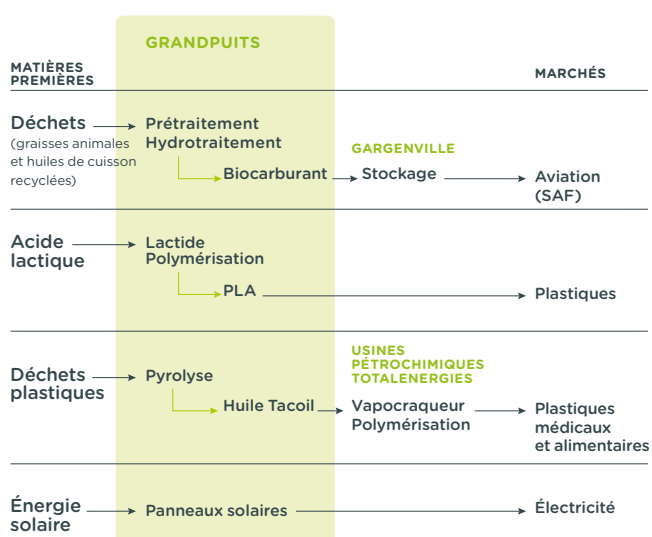 GRANDPUITS
MATIÈRES
PREMIÈRES
MARCHÉS
Déchets
(graisses animales
et huiles de cuisson
recyclées)
Prétraitement
Hydrotraitement
Biocarburant
GARGENVILLE
Stockage
Aviation
(SAF)
Acide
lactique
Lactide
Polymérisation
PLA
Plastiques
Déchets
plastiques
Pyrolyse
Huile Tacoil
USINES
PÉTROCHIMIQUES
TOTALENERGIES
Vapocraqueur
Polymérisation
Plastiques
médicaux
et alimentaires
Énergie
solaire
Panneaux solaires
Électricité